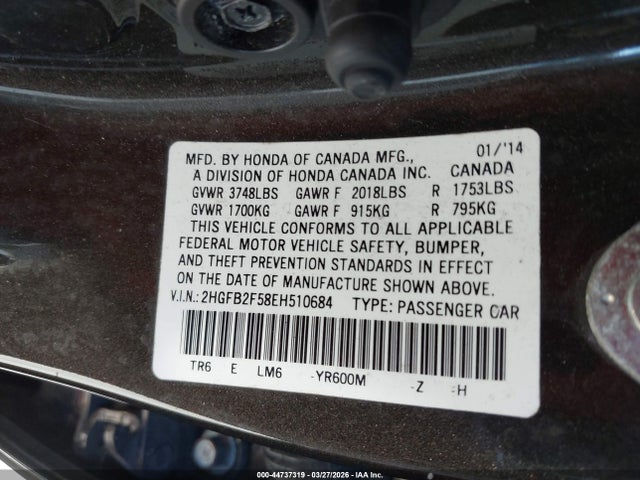 MFD. BY HONDA OF CANADA MFG., 01/'14
A DIVISION OF HONDA CANADA INC. CANADA
GVWR 3748LBS GAWR F 2018LBS R 1753LBS
GVWR 1700KG GAWR F 915KG R 795KG
THIS VEHICLE CONFORMS TO ALL APPLICABLE
FEDERAL MOTOR VEHICLE SAFETY, BUMPER,
AND THEFT PREVENTION STANDARDS IN EFFECT
ON THE DATE OF MANUFACTURE SHOWN ABOVE.
V.I.N.: 2HGFB2F58EH510684 TYPE: PASSENGER CAR
TR6 E LM6 -YR600M -Z -H
000-44737319 | 03/27/2026 | IAA Inc.